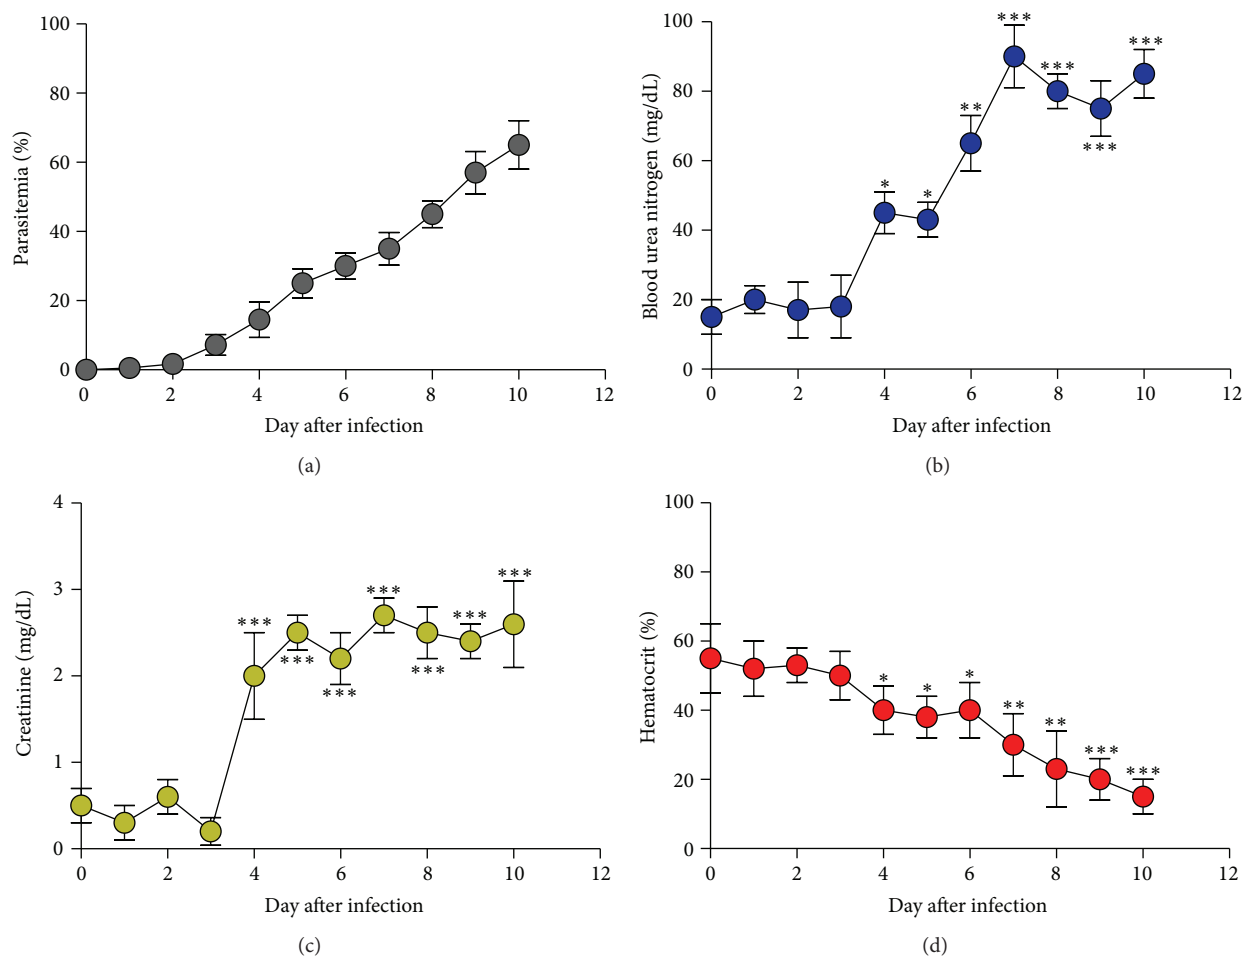 100
80
60
40
20
0
Parasitemia (%)
0 2 4 6 8 10 12
Day after infection
(a)
100
80
60
40
20
0
Blood urea nitrogen (mg/dL)
* * ** *** *** *** ***
0 2 4 6 8 10 12
Day after infection
(b)
4
3
2
1
0
Creatinine (mg/dL)
*** *** *** *** *** *** ***
0 2 4 6 8 10 12
Day after infection
(c)
100
80
60
40
20
0
Hematocrit (%)
* * * ** ** *** ***
0 2 4 6 8 10 12
Day after infection
(d)